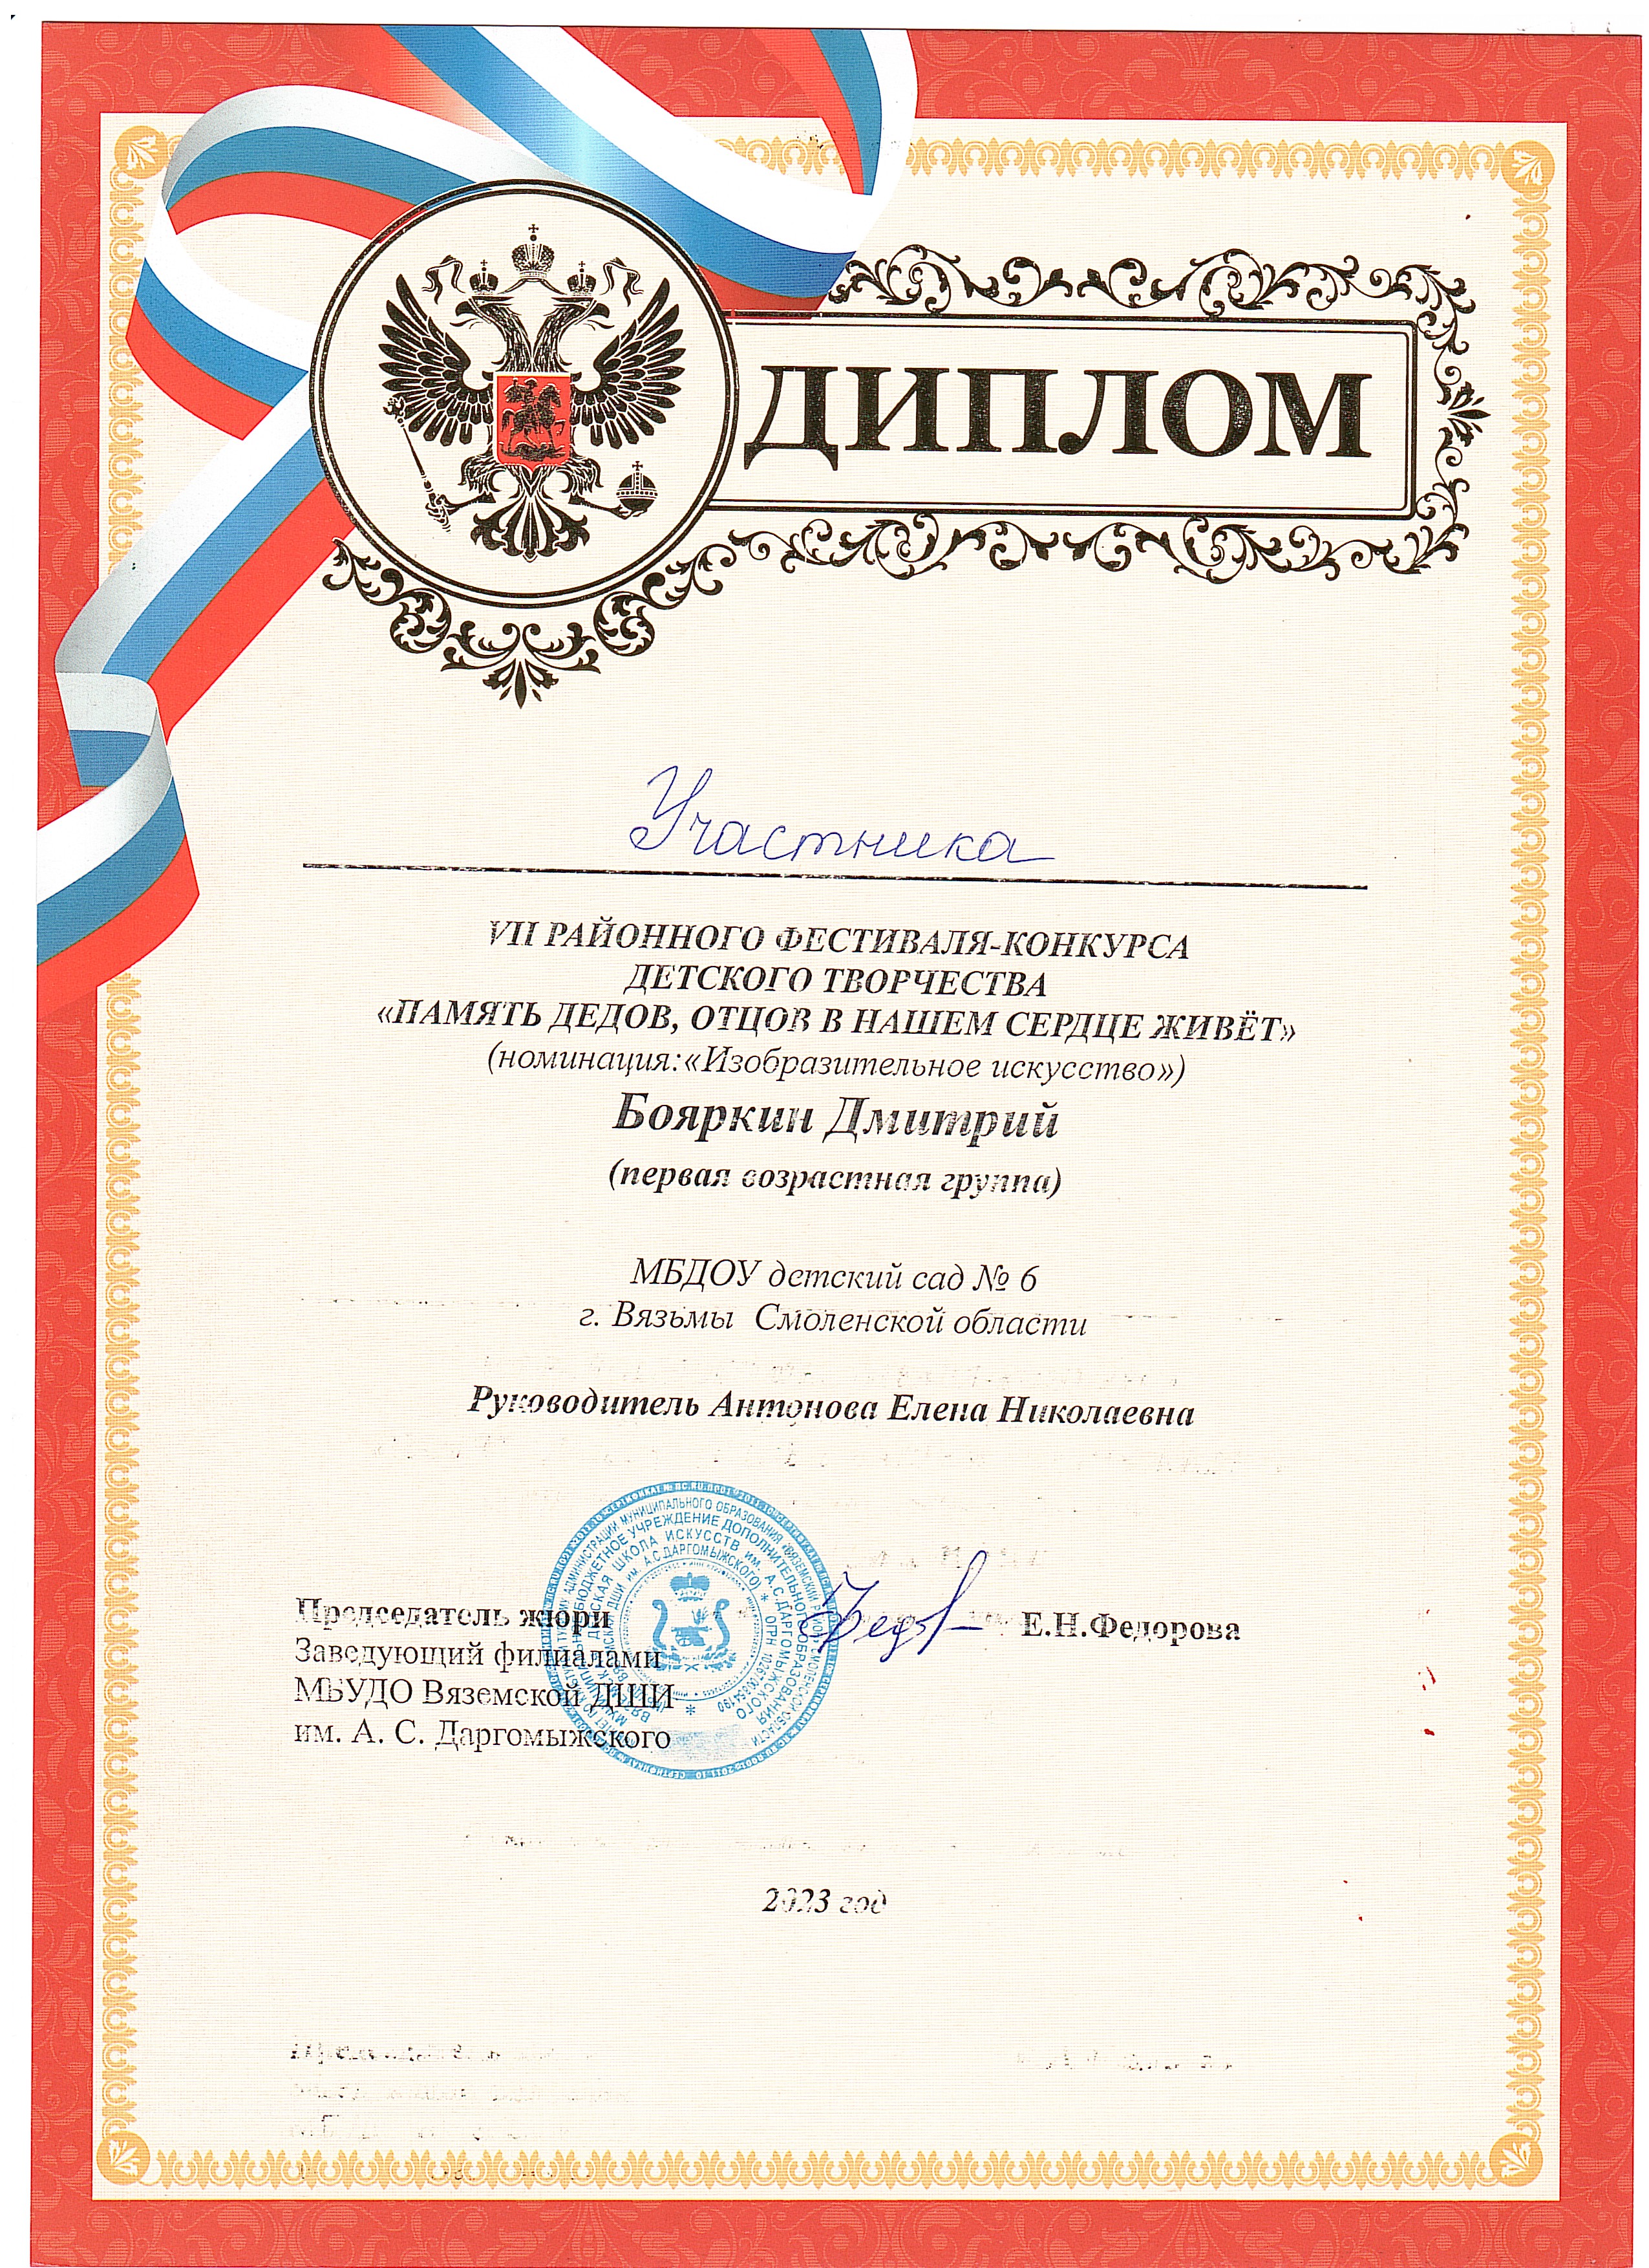 ДИПЛОМ
Участника
VII РАЙОННОГО ФЕСТИВАЛЯ-КОНКУРСА
ДЕТСКОГО ТВОРЧЕСТВА
«ПАМЯТЬ ДЕДОВ, ОТЦОВ В НАШЕМ СЕРДЦЕ ЖИВЁТ»
(номинация:«Изобразительное искусство»)
Бояркин Дмитрий
(первая возрастная группа)
МБДОУ детский сад № 6
г. Вязьмы Смоленской области
Руководитель Антонова Елена Николаевна
Председатель жюри Е.Н.Федорова
Заведующий филиалами
МБУДО Вяземской ДШИ
им. А. С. Даргомыжского
2023 год